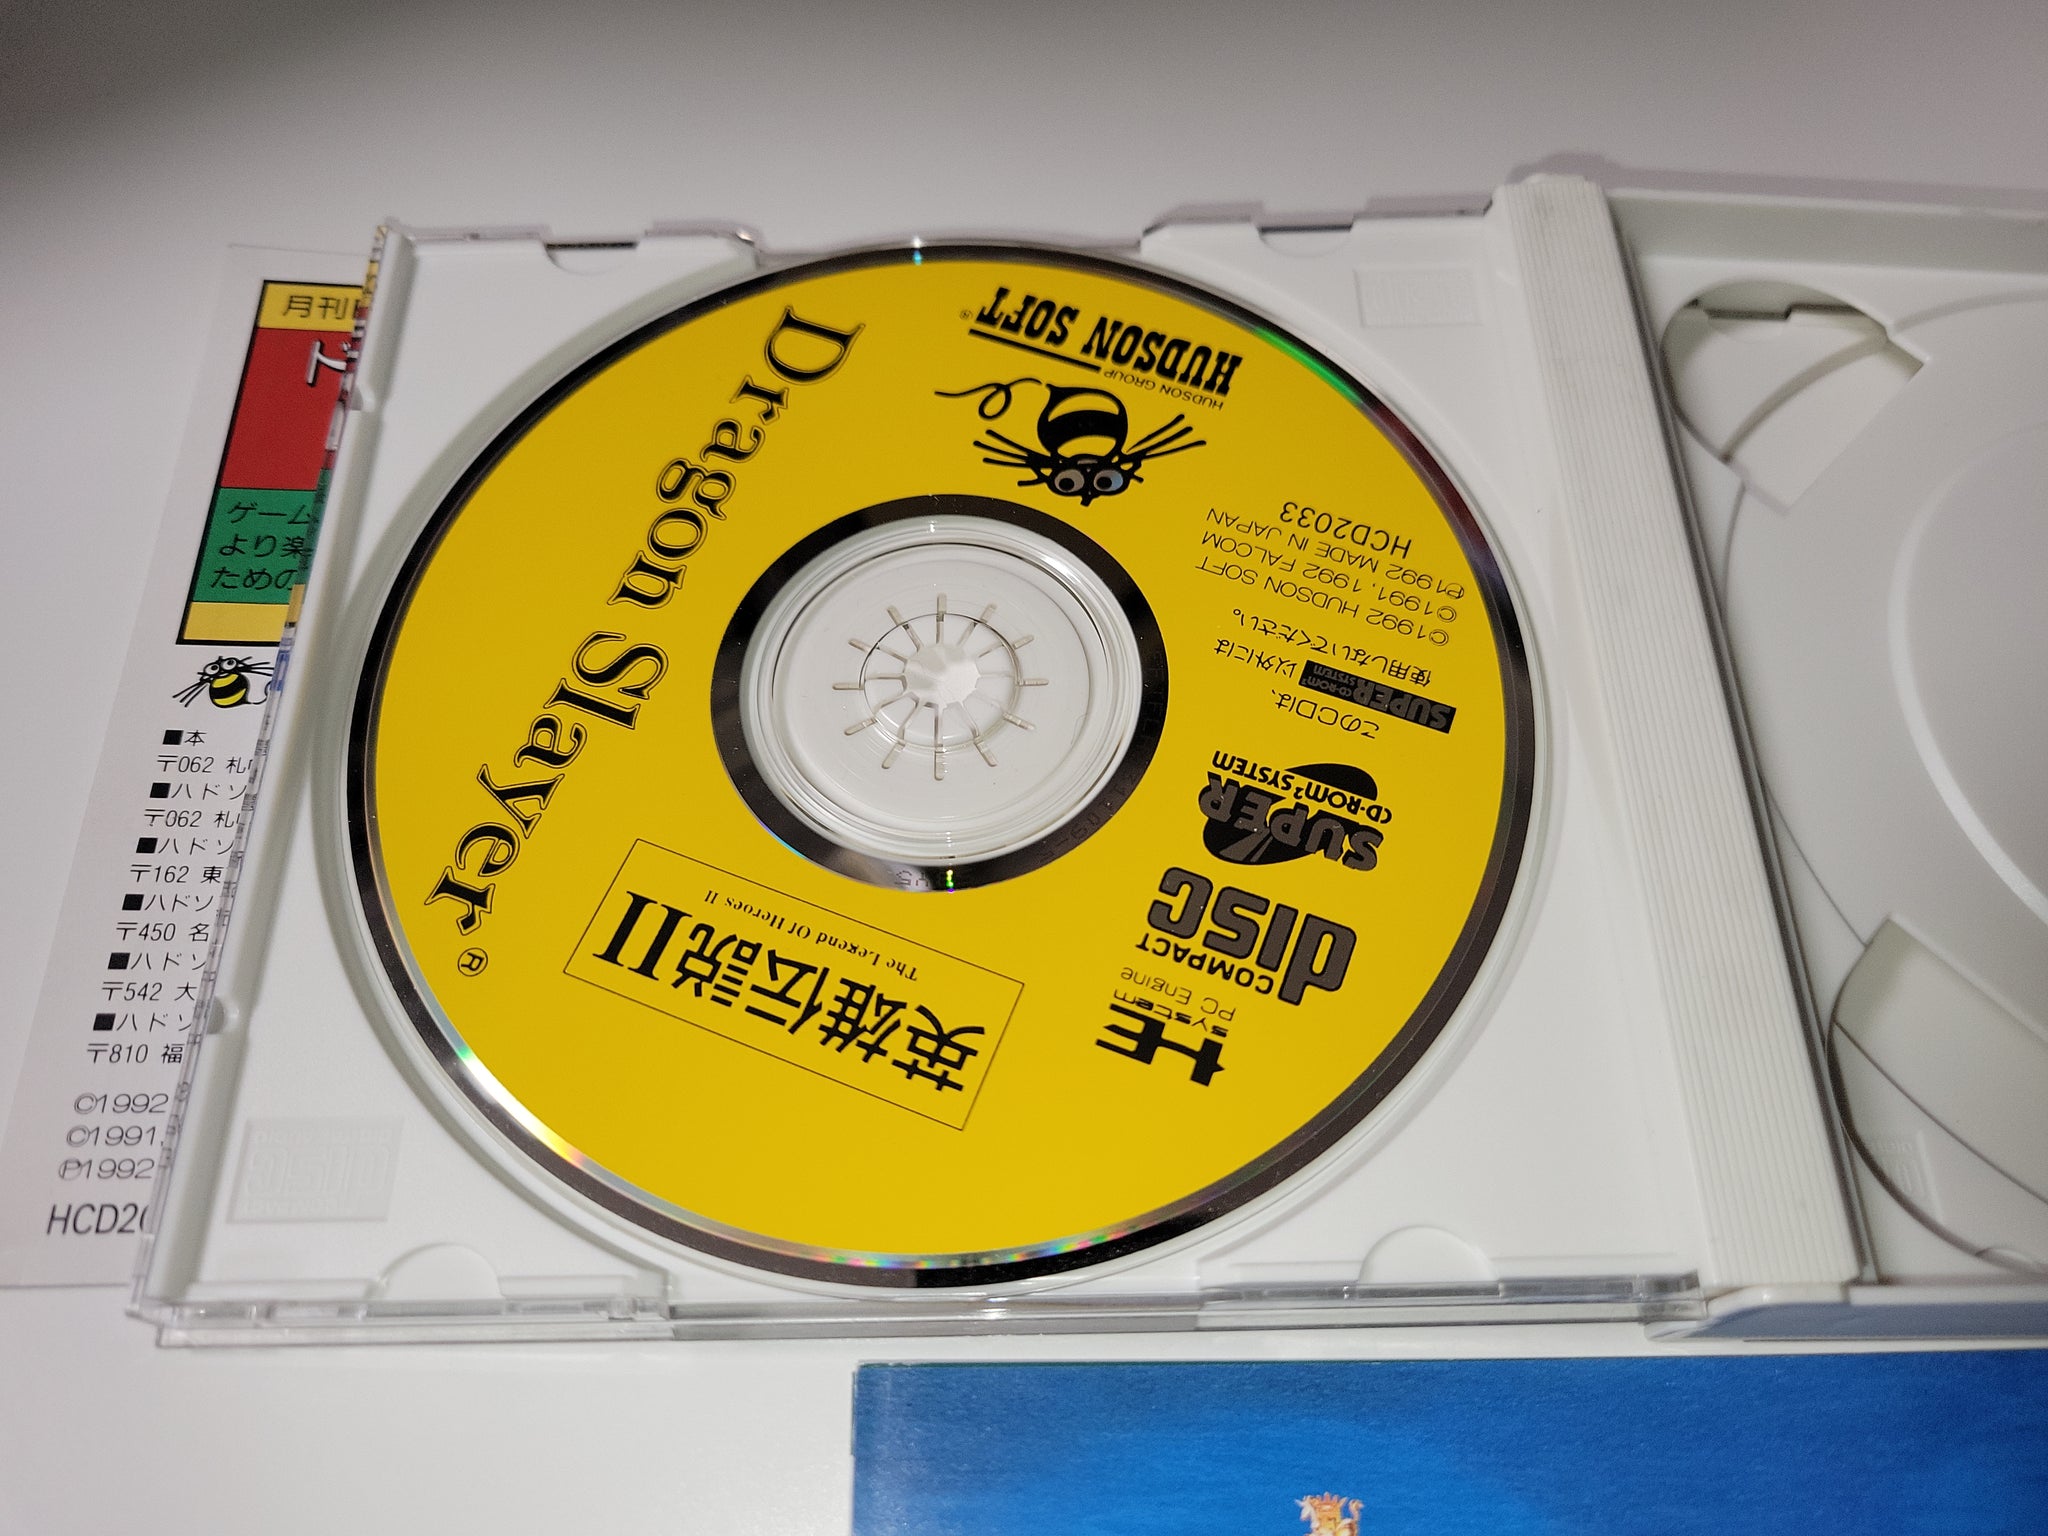 Dragon Slayer®
英雄伝説II
The Legend Of Heroes II
HUDSON GROUP
HUDSON SOFT®
HE
system
PC Engine
COMPACT
disc
SUPER
CD-ROM² SYSTEM
このCDは、
SUPER
CD-ROM²
SYSTEM
以外には
使用しないでください。
©1992 HUDSON SOFT
©1991, 1992 FALCOM
℗1992 MADE IN JAPAN
HCD2033
月刊
ゲーム
より楽
ための
■本
〒062 札
■ハドソ
〒062 札
■ハドソ
〒162 東
■ハドソ
〒450 名
■ハドソ
〒542 大
■ハドソ
〒810 福
©1992
©1991,
℗1992
HCD20